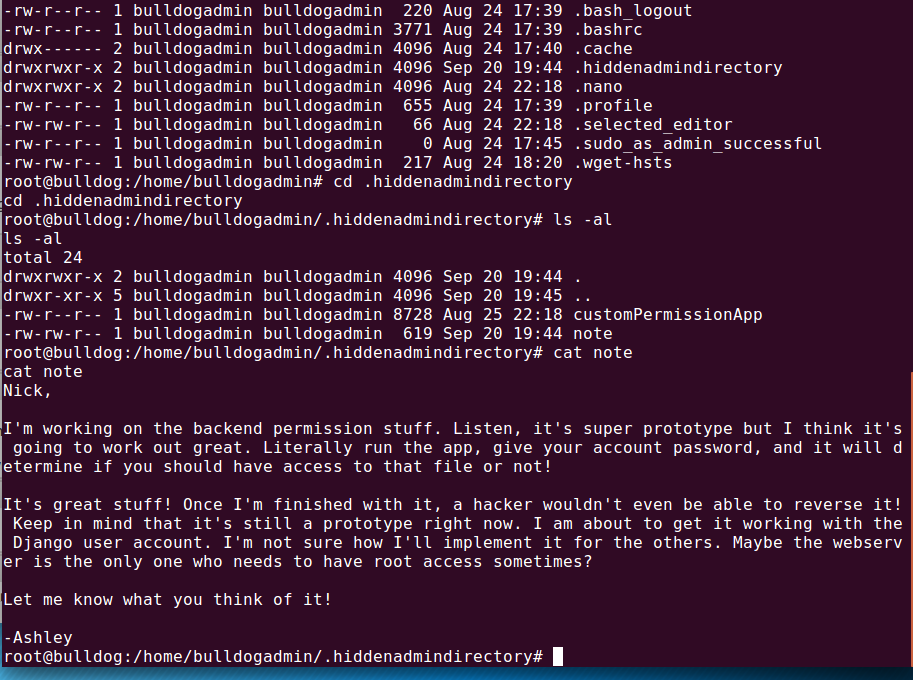 -rw-r--r-- 1 bulldogadmin bulldogadmin  220 Aug 24 17:39 .bash_logout
-rw-r--r-- 1 bulldogadmin bulldogadmin 3771 Aug 24 17:39 .bashrc
drwx------ 2 bulldogadmin bulldogadmin 4096 Aug 24 17:40 .cache
drwxrwxr-x 2 bulldogadmin bulldogadmin 4096 Sep 20 19:44 .hiddenadmindirectory
drwxrwxr-x 2 bulldogadmin bulldogadmin 4096 Aug 24 22:18 .nano
-rw-r--r-- 1 bulldogadmin bulldogadmin  655 Aug 24 17:39 .profile
-rw-rw-r-- 1 bulldogadmin bulldogadmin   66 Aug 24 22:18 .selected_editor
-rw-r--r-- 1 bulldogadmin bulldogadmin    0 Aug 24 17:45 .sudo_as_admin_successful
-rw-rw-r-- 1 bulldogadmin bulldogadmin  217 Aug 24 18:20 .wget-hsts
root@bulldog:/home/bulldogadmin# cd .hiddenadmindirectory
cd .hiddenadmindirectory
root@bulldog:/home/bulldogadmin/.hiddenadmindirectory# ls -al
ls -al
total 24
drwxrwxr-x 2 bulldogadmin bulldogadmin 4096 Sep 20 19:44 .
drwxr-xr-x 5 bulldogadmin bulldogadmin 4096 Sep 20 19:45 ..
-rw-r--r-- 1 bulldogadmin bulldogadmin 8728 Aug 25 22:18 customPermissionApp
-rw-rw-r-- 1 bulldogadmin bulldogadmin  619 Sep 20 19:44 note
root@bulldog:/home/bulldogadmin/.hiddenadmindirectory# cat note
cat note
Nick,
I'm working on the backend permission stuff. Listen, it's super prototype but I think it's
 going to work out great. Literally run the app, give your account password, and it will d
etermine if you should have access to that file or not!
It's great stuff! Once I'm finished with it, a hacker wouldn't even be able to reverse it!
 Keep in mind that it's still a prototype right now. I am about to get it working with the
 Django user account. I'm not sure how I'll implement it for the others. Maybe the webserv
er is the only one who needs to have root access sometimes?
Let me know what you think of it!
-Ashley
root@bulldog:/home/bulldogadmin/.hiddenadmindirectory#